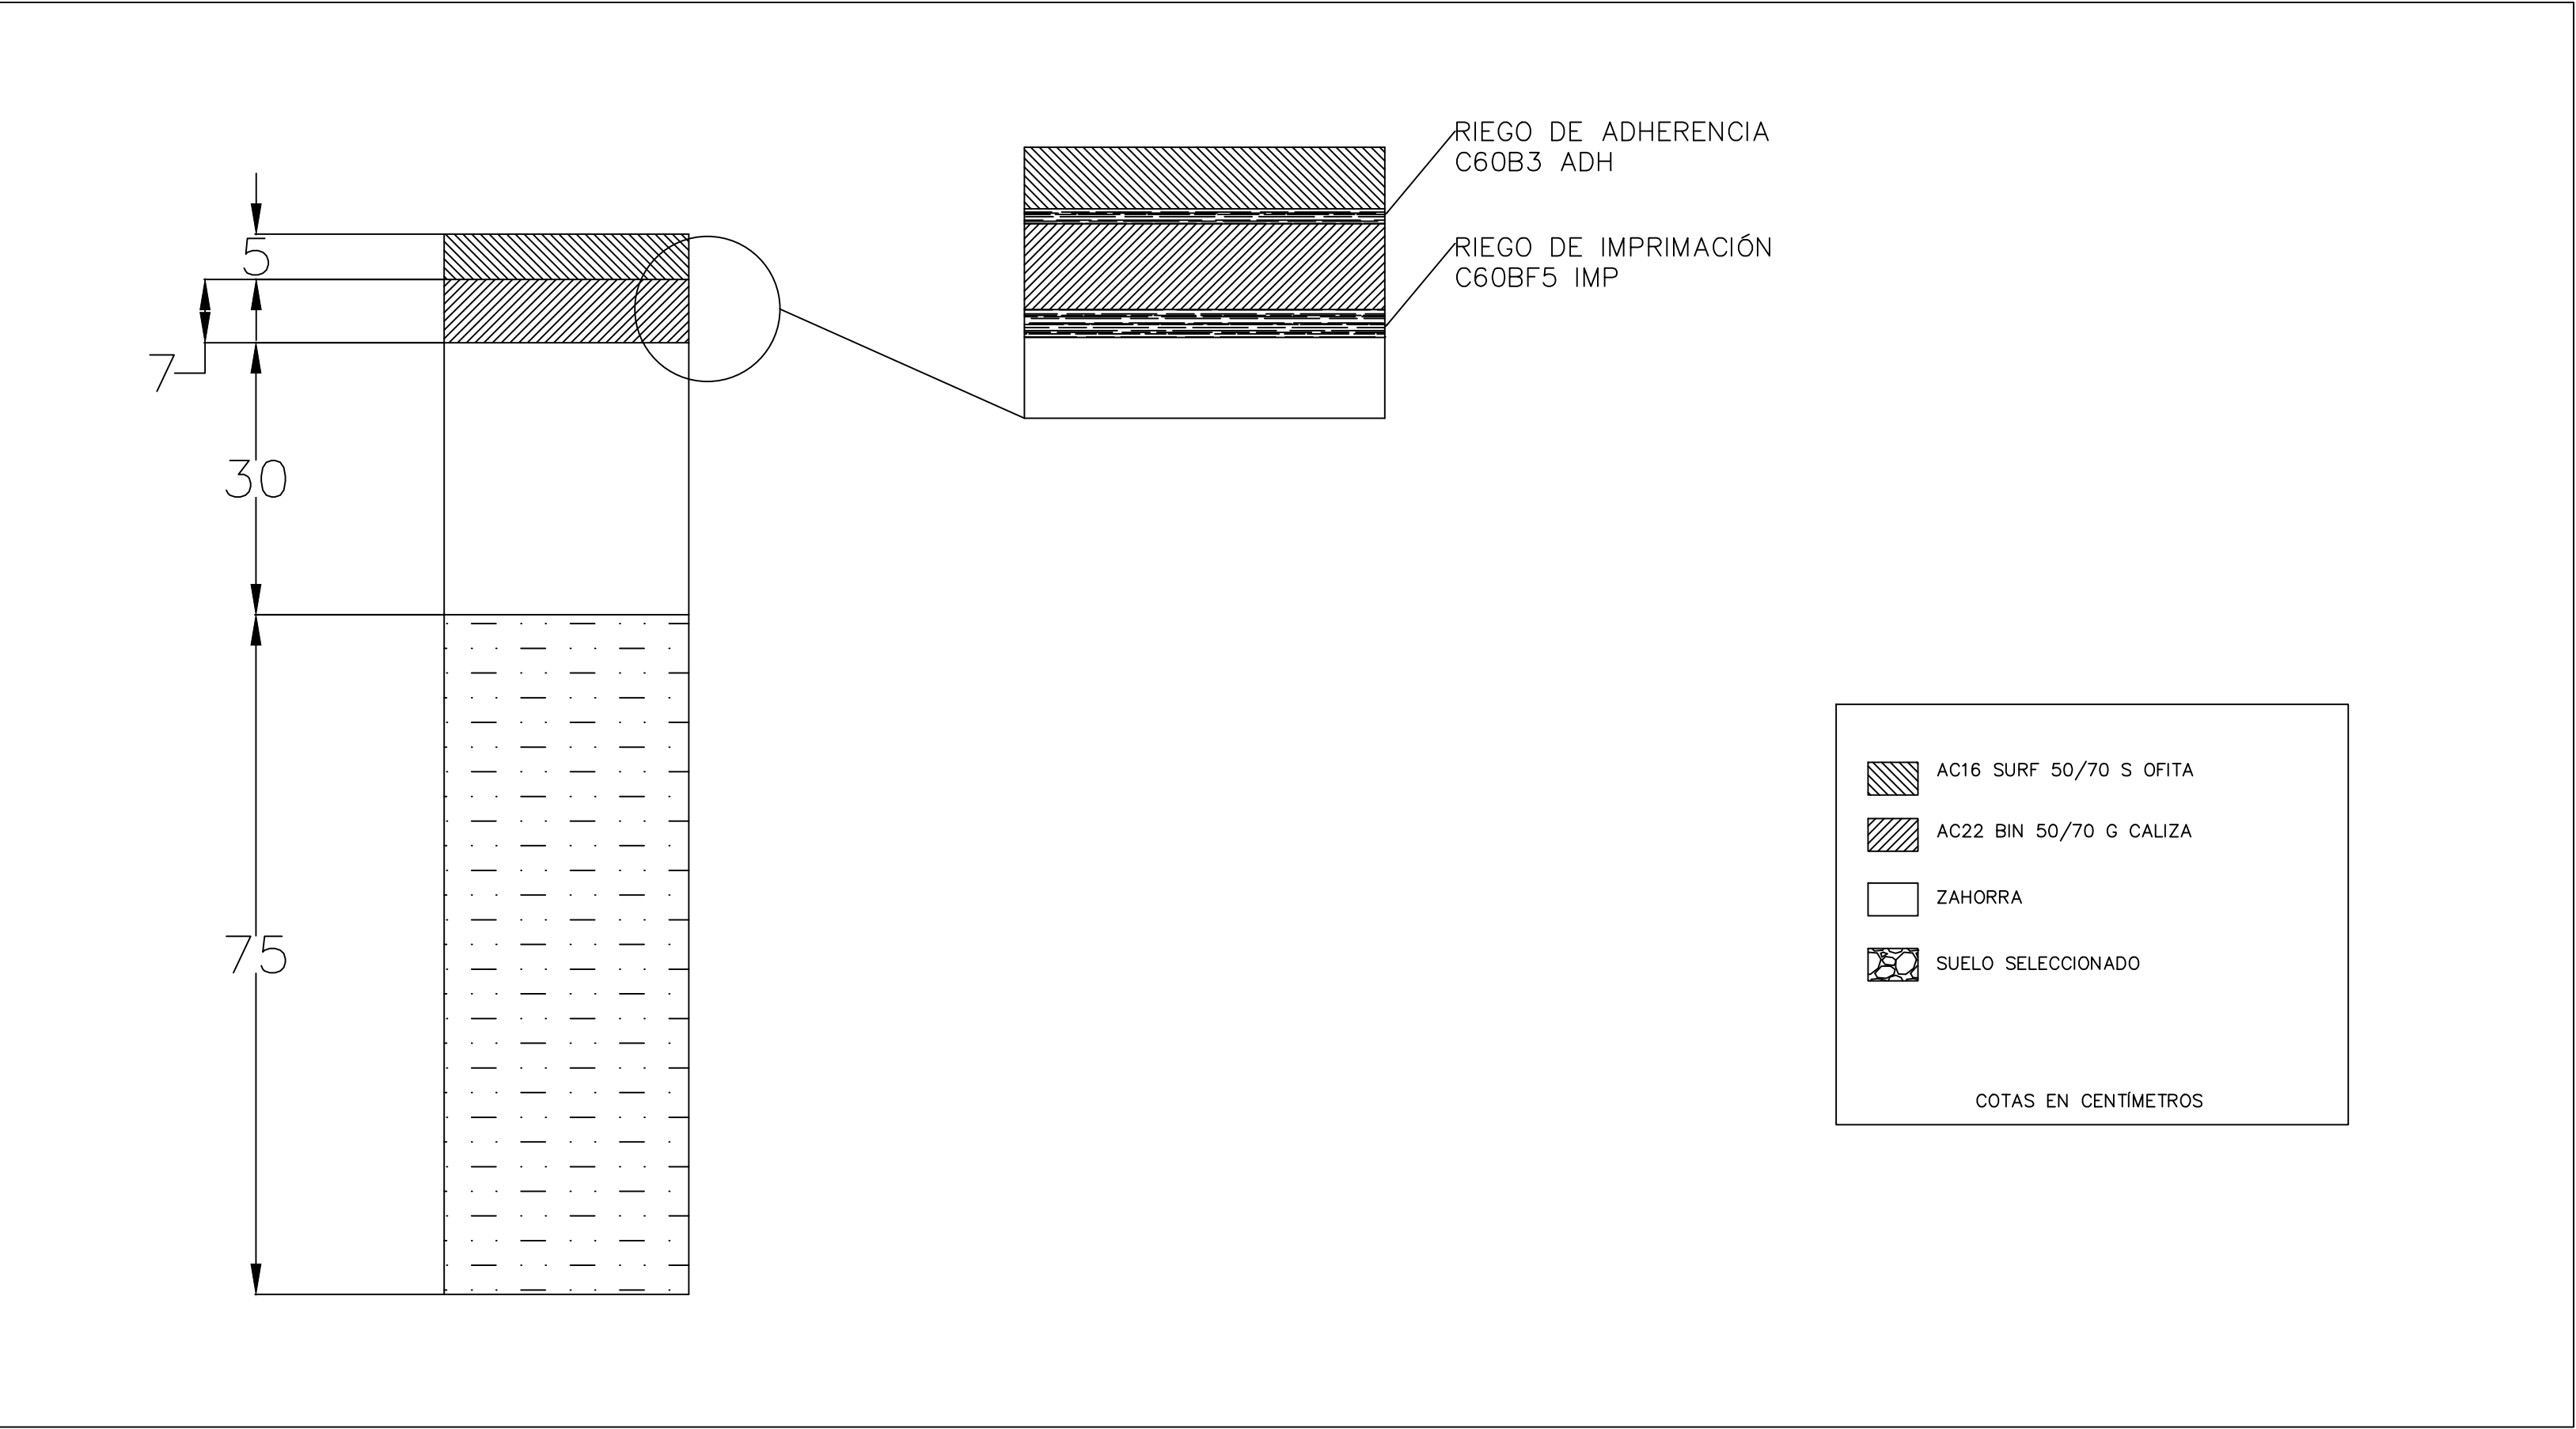 RIEGO DE ADHERENCIA
C60B3 ADH
RIEGO DE IMPRIMACIÓN
C60BF5 IMP
5
7
30
75
AC16 SURF 50/70 S OFITA
AC22 BIN 50/70 G CALIZA
ZAHORRA
SUELO SELECCIONADO
COTAS EN CENTÍMETROS